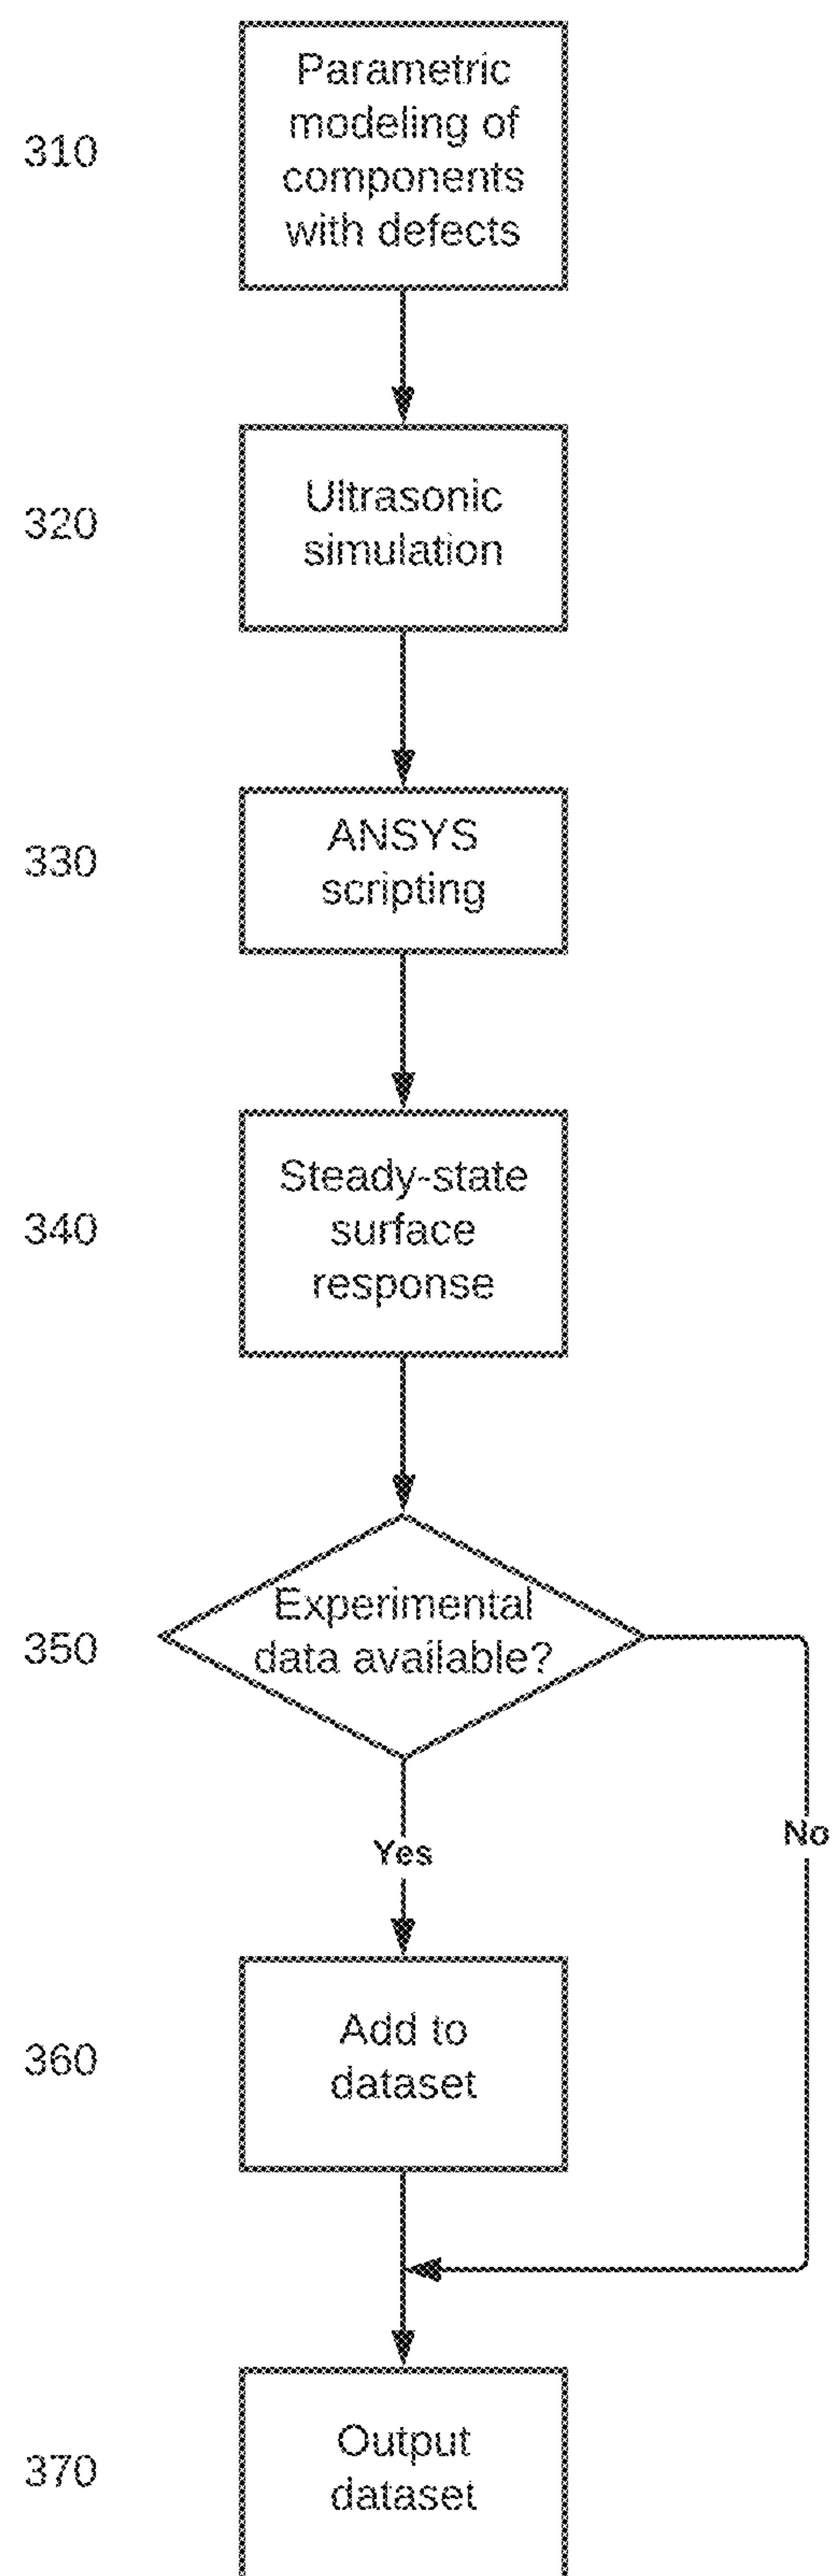 310
Parametric
modeling of
components
with defects
320
Ultrasonic
simulation
330
ANSYS
scripting
340
Steady-state
surface
response
350
Experimental
data available?
No
Yes
360
Add to
dataset
370
Output
dataset